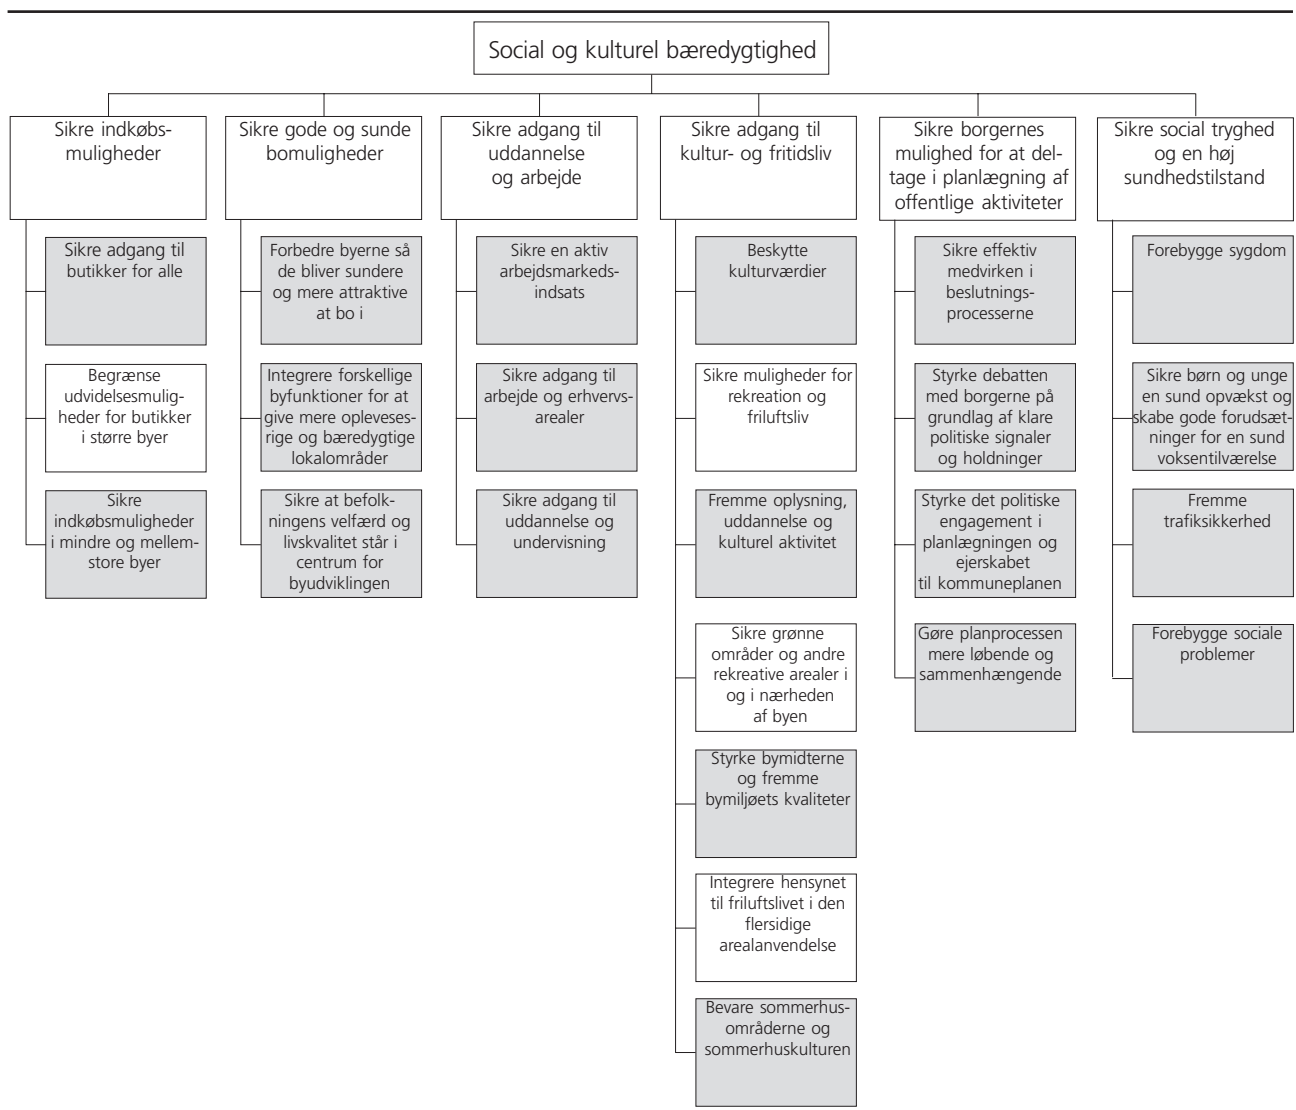 Social og kulturel bæredygtighed
Sikre indkøbs-
muligheder
Sikre adgang til
butikker for alle
Begrænse
udvidelsesmulig-
heder for butikker
i større byer
Sikre
indkøbsmuligheder
i mindre og mellem-
store byer
Sikre gode og sunde
bomuligheder
Forbedre byerne så
de bliver sundere
og mere attraktive
at bo i
Integrere forskellige
byfunktioner for at
give mere oplevelses-
rige og bæredygtige
lokalområder
Sikre at befolk-
ningens velfærd og
livskvalitet står i
centrum for
byudviklingen
Sikre adgang til
uddannelse
og arbejde
Sikre en aktiv
arbejdsmarkeds-
indsats
Sikre adgang til
arbejde og erhvervs-
arealer
Sikre adgang til
uddannelse og
undervisning
Sikre adgang til
kultur- og fritidsliv
Beskytte
kulturværdier
Sikre muligheder for
rekreation og
friluftsliv
Fremme oplysning,
uddannelse og
kulturel aktivitet
Sikre grønne
områder og andre
rekreative arealer i
og i nærheden
af byen
Styrke bymidterne
og fremme
bymiljøets kvaliteter
Integrere hensynet
til friluftslivet i den
flersidige
arealanvendelse
Bevare sommerhus-
områderne og
sommerhuskulturen
Sikre borgernes
mulighed for at del-
tage i planlægning af
offentlige aktiviteter
Sikre effektiv
medvirken i
beslutnings-
processerne
Styrke debatten
med borgerne på
grundlag af klare
politiske signaler
og holdninger
Styrke det politiske
engagement i
planlægningen og
ejerskabet
til kommuneplanen
Gøre planprocessen
mere løbende og
sammenhængende
Sikre social tryghed
og en høj
sundhedstilstand
Forebygge sygdom
Sikre børn og unge
en sund opvækst og
skabe gode forudsæt-
ninger for en sund
voksentilværelse
Fremme
trafiksikkerhed
Forebygge sociale
problemer